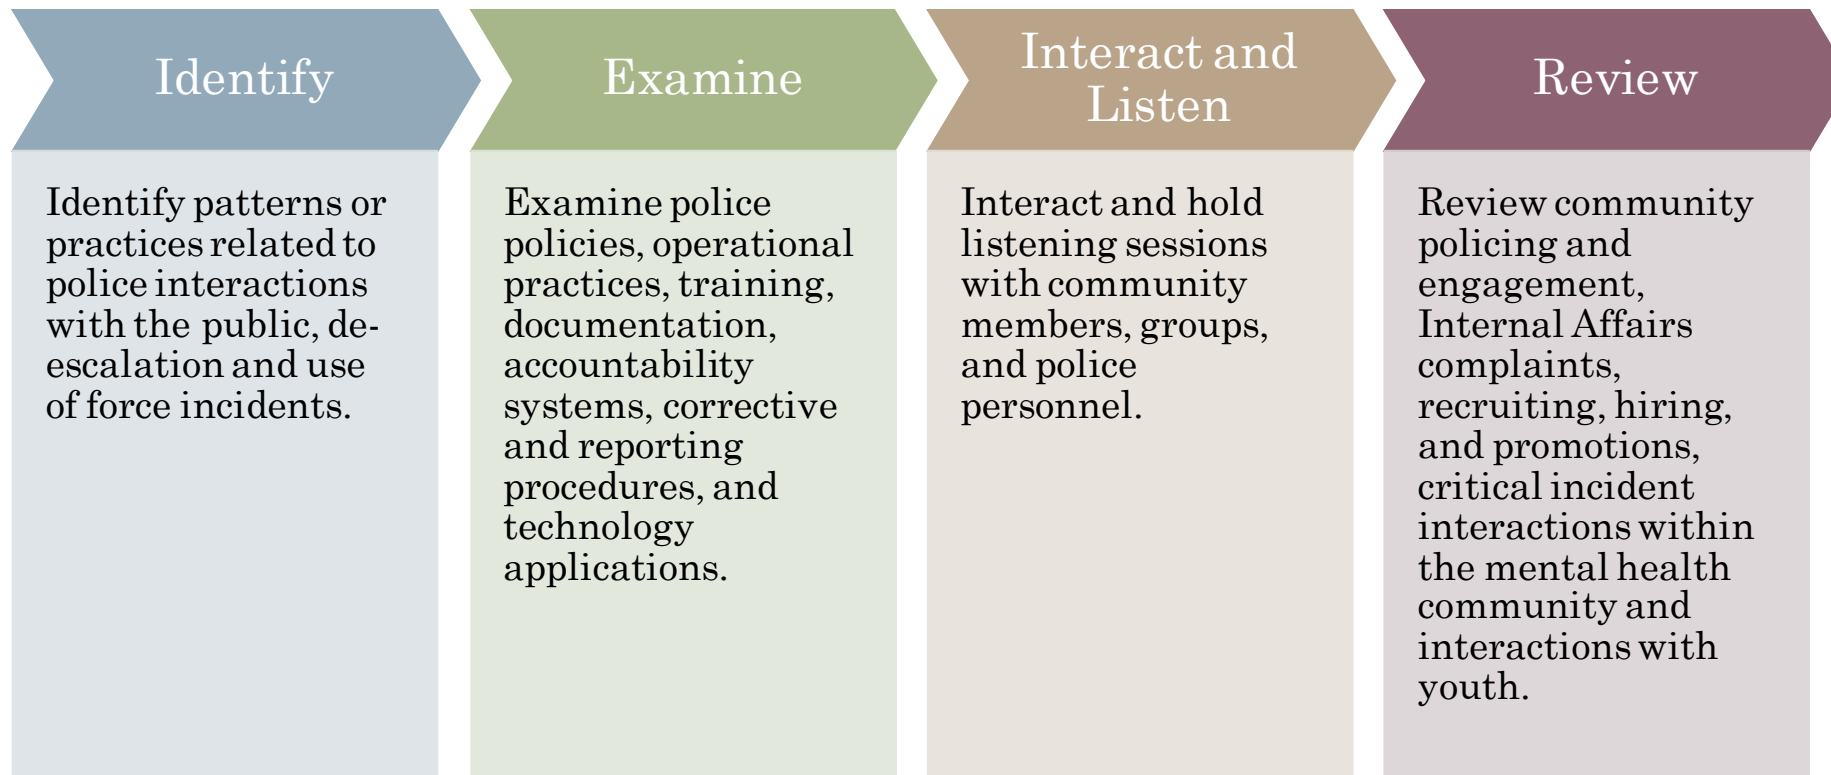 Identify
Identify patterns or
practices related to
police interactions
with the public, de-
escalation and use
of force incidents.
Examine
Examine police
policies, operational
practices, training,
documentation,
accountability
systems, corrective
and reporting
procedures, and
technology
applications.
Interact and
Listen
Interact and hold
listening sessions
with community
members, groups,
and police
personnel.
Review
Review community
policing and
engagement,
Internal Affairs
complaints,
recruiting, hiring,
and promotions,
critical incident
interactions within
the mental health
community and
interactions with
youth.